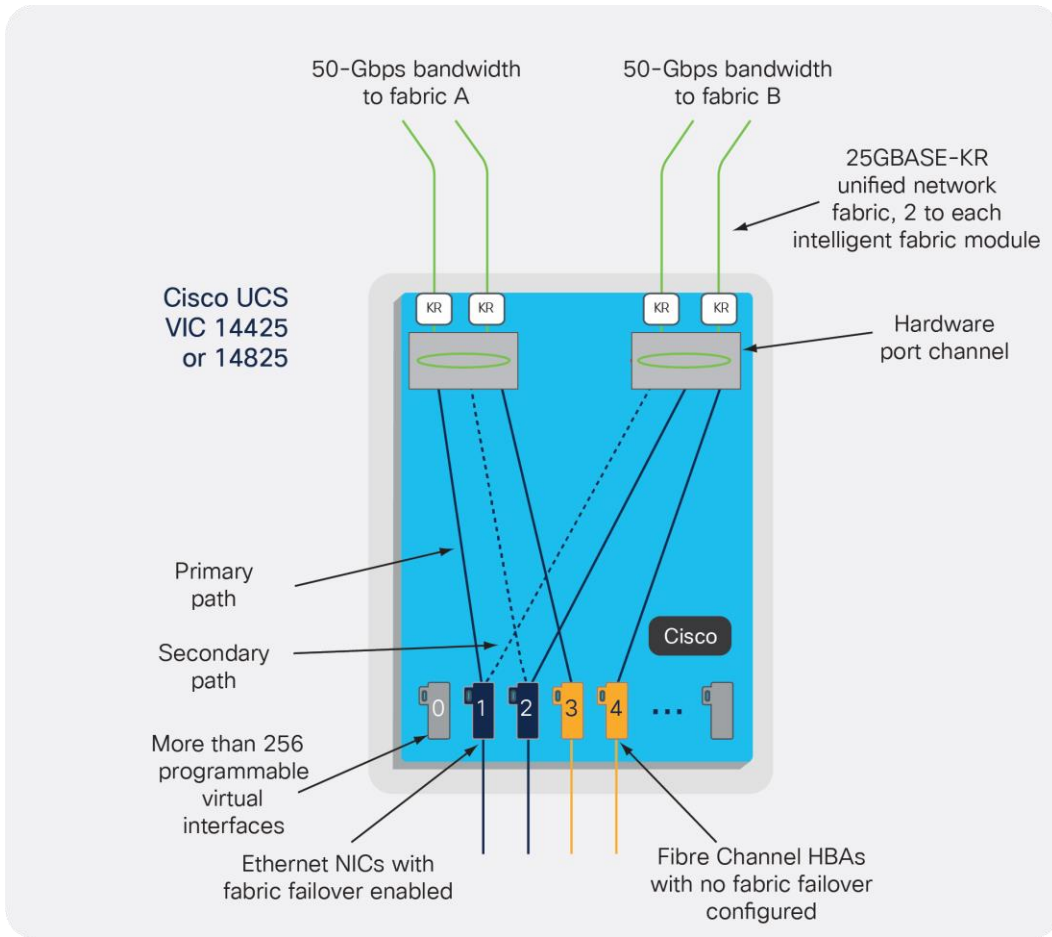 50-Gbps bandwidth
to fabric A
50-Gbps bandwidth
to fabric B
25GBASE-KR
unified network
fabric, 2 to each
intelligent fabric module
Cisco UCS
VIC 14425
or 14825
KR
KR
KR
KR
Hardware
port channel
Primary
path
Secondary
path
Cisco
0
1
2
3
4
...
More than 256
programmable
virtual
interfaces
Ethernet NICs with
fabric failover enabled
Fibre Channel HBAs
with no fabric failover
configured